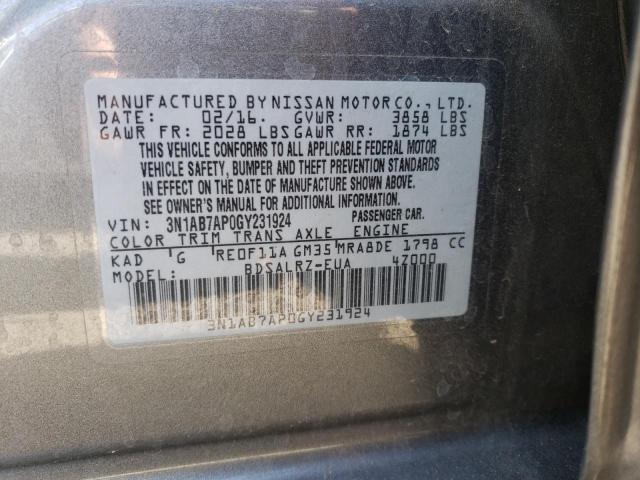 MANUFACTURED BY NISSAN MOTOR CO., LTD.
DATE: 02/16. GVWR: 3858 LBS
GAWR FR: 2028 LBS GAWR RR: 1874 LBS
THIS VEHICLE CONFORMS TO ALL APPLICABLE FEDERAL MOTOR
VEHICLE SAFETY, BUMPER AND THEFT PREVENTION STANDARDS
IN EFFECT ON THE DATE OF MANUFACTURE SHOWN ABOVE.
SEE OWNER'S MANUAL FOR ADDITIONAL INFORMATION.
VIN: 3N1AB7AP0GY231924 PASSENGER CAR.
COLOR TRIM TRANS AXLE ENGINE
KAD G RE0F11A GM35 MRA8DE 1798 CC
MODEL: BDSALRZ-EUA 47000
3N1AB7AP0GY231924